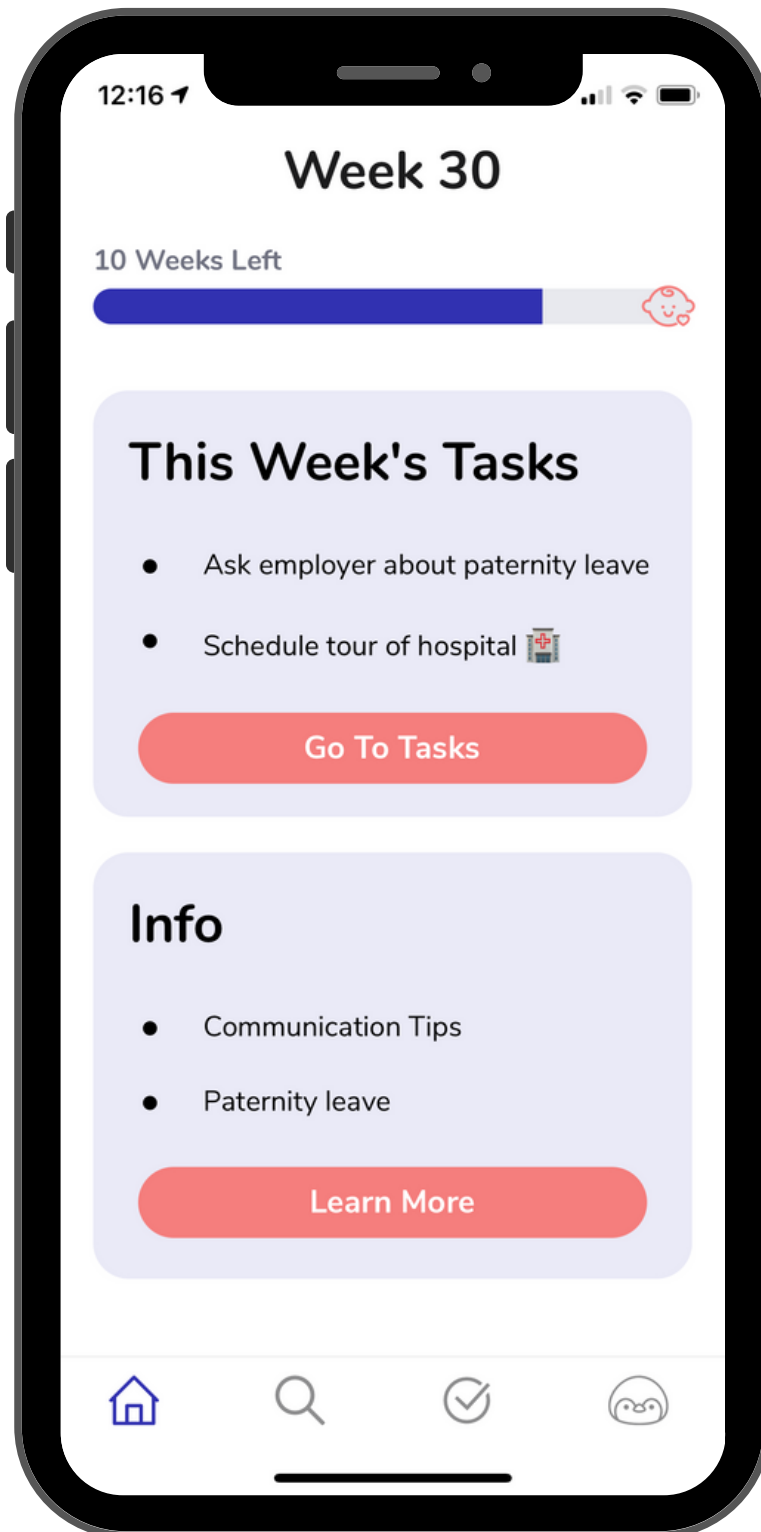 12:16
Week 30
10 Weeks Left
This Week's Tasks
Ask employer about paternity leave
Schedule tour of hospital 🏥
Go To Tasks
Info
Communication Tips
Paternity leave
Learn More